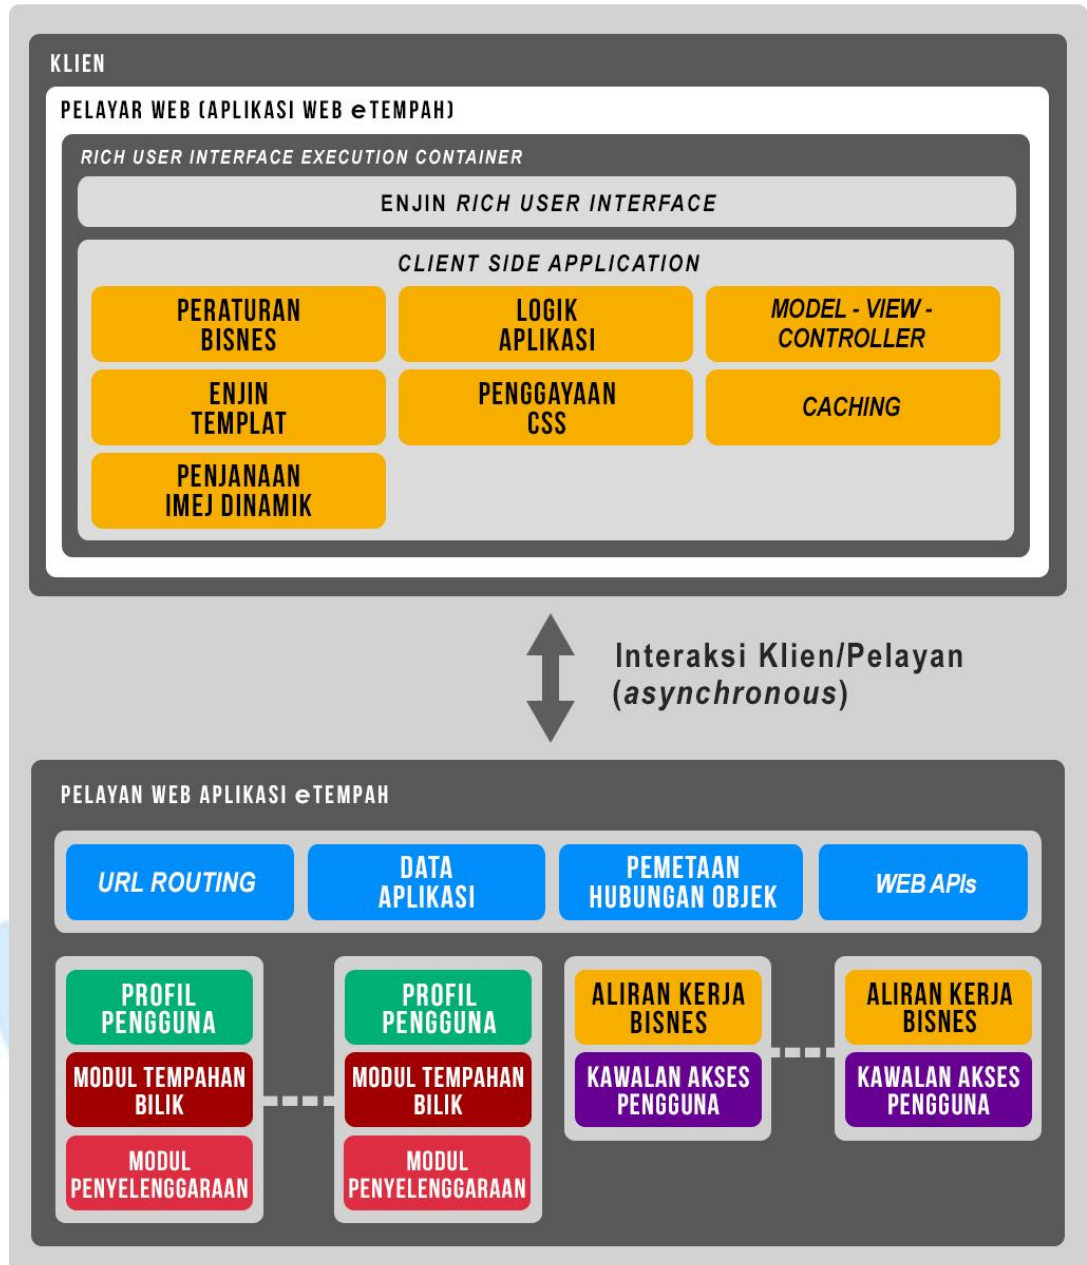 KLIEN
PELAYAR WEB (APLIKASI WEB eTEMPAH)
RICH USER INTERFACE EXECUTION CONTAINER
ENJIN RICH USER INTERFACE
CLIENT SIDE APPLICATION
PERATURAN
BISNES
LOGIK
APLIKASI
MODEL - VIEW -
CONTROLLER
ENJIN
TEMPLAT
PENGGAYAAN
CSS
CACHING
PENJANAAN
IMEJ DINAMIK
Interaksi Klien/Pelayan
(asynchronous)
PELAYAN WEB APLIKASI eTEMPAH
URL ROUTING
DATA
APLIKASI
PEMETAAN
HUBUNGAN OBJEK
WEB APIs
PROFIL
PENGGUNA
MODUL TEMPAHAN
BILIK
MODUL
PENYELENGGARAAN
PROFIL
PENGGUNA
MODUL TEMPAHAN
BILIK
MODUL
PENYELENGGARAAN
ALIRAN KERJA
BISNES
KAWALAN AKSES
PENGGUNA
ALIRAN KERJA
BISNES
KAWALAN AKSES
PENGGUNA